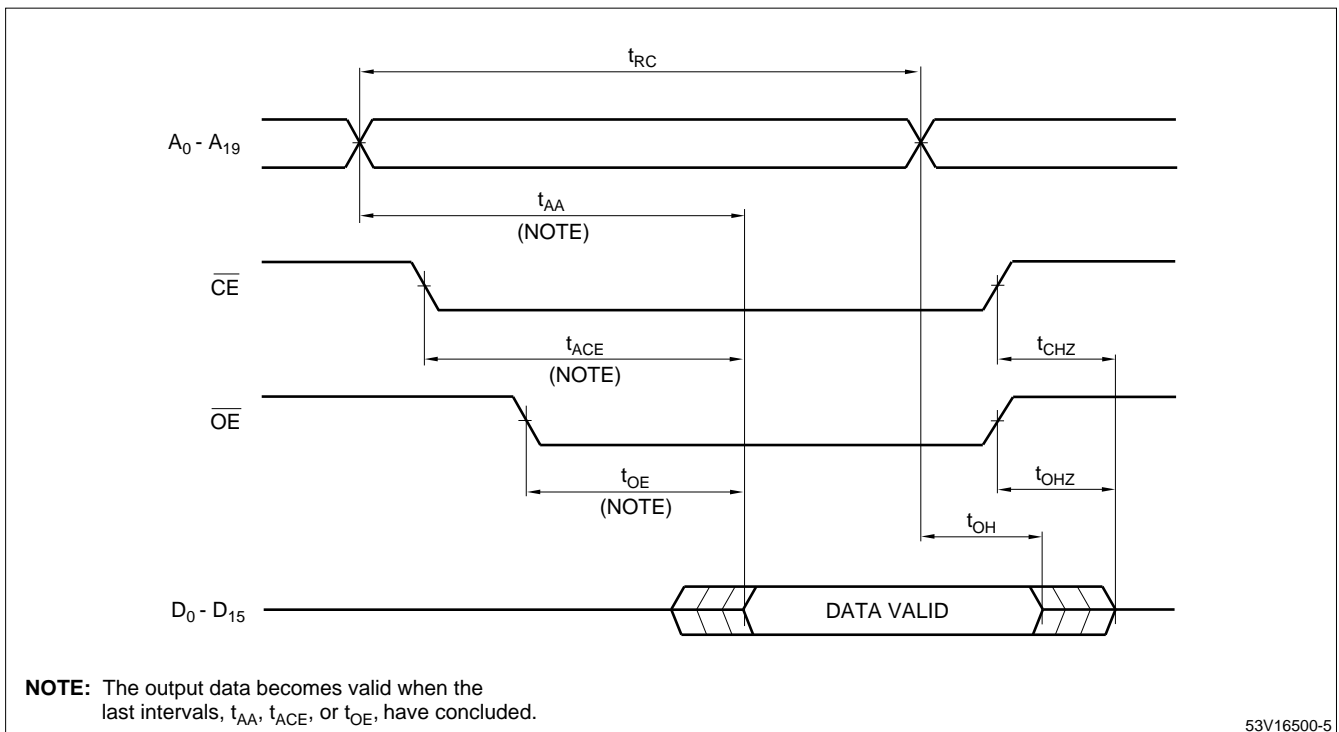 tRC
A0 - A19
tAA
(NOTE)
CE
tACE
(NOTE)
tCHZ
OE
tOE
(NOTE)
tOHZ
tOH
D0 - D15
DATA VALID
NOTE: The output data becomes valid when the
last intervals, tAA, tACE, or tOE, have concluded.
53V16500-5